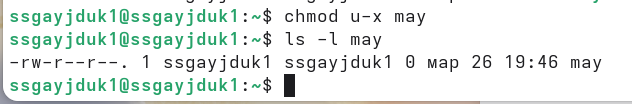 ssgayjduk1@ssgayjduk1:~$ chmod u-x may
ssgayjduk1@ssgayjduk1:~$ ls -l may
-rw-r--r--. 1 ssgayjduk1 ssgayjduk1 0 мар 26 19:46 may
ssgayjduk1@ssgayjduk1:~$